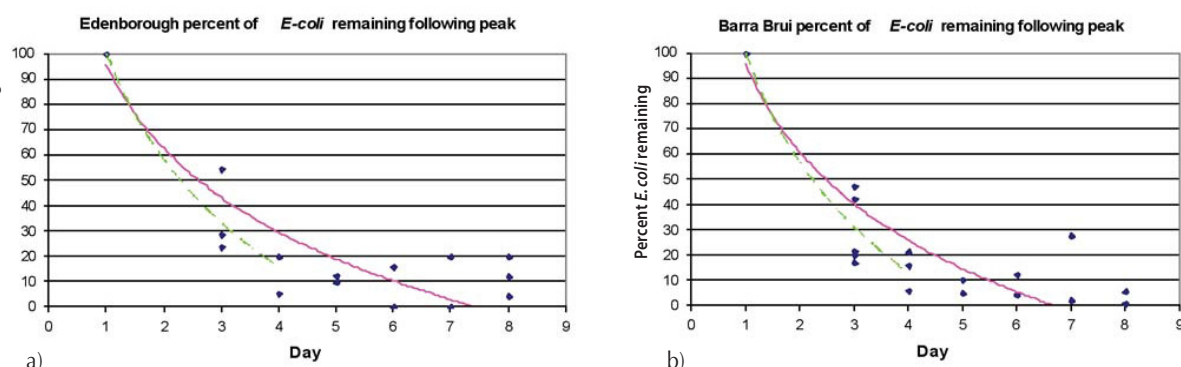 Edenborough percent of E-coli remaining following peak
100
90
80
70
60
50
40
30
20
10
0
0 1 2 3 4 5 6 7 8 9
Day
a)
Barra Brui percent of E-coli remaining following peak
Percent E. coli remaining
100
90
80
70
60
50
40
30
20
10
0
0 1 2 3 4 5 6 7 8 9
Day
b)